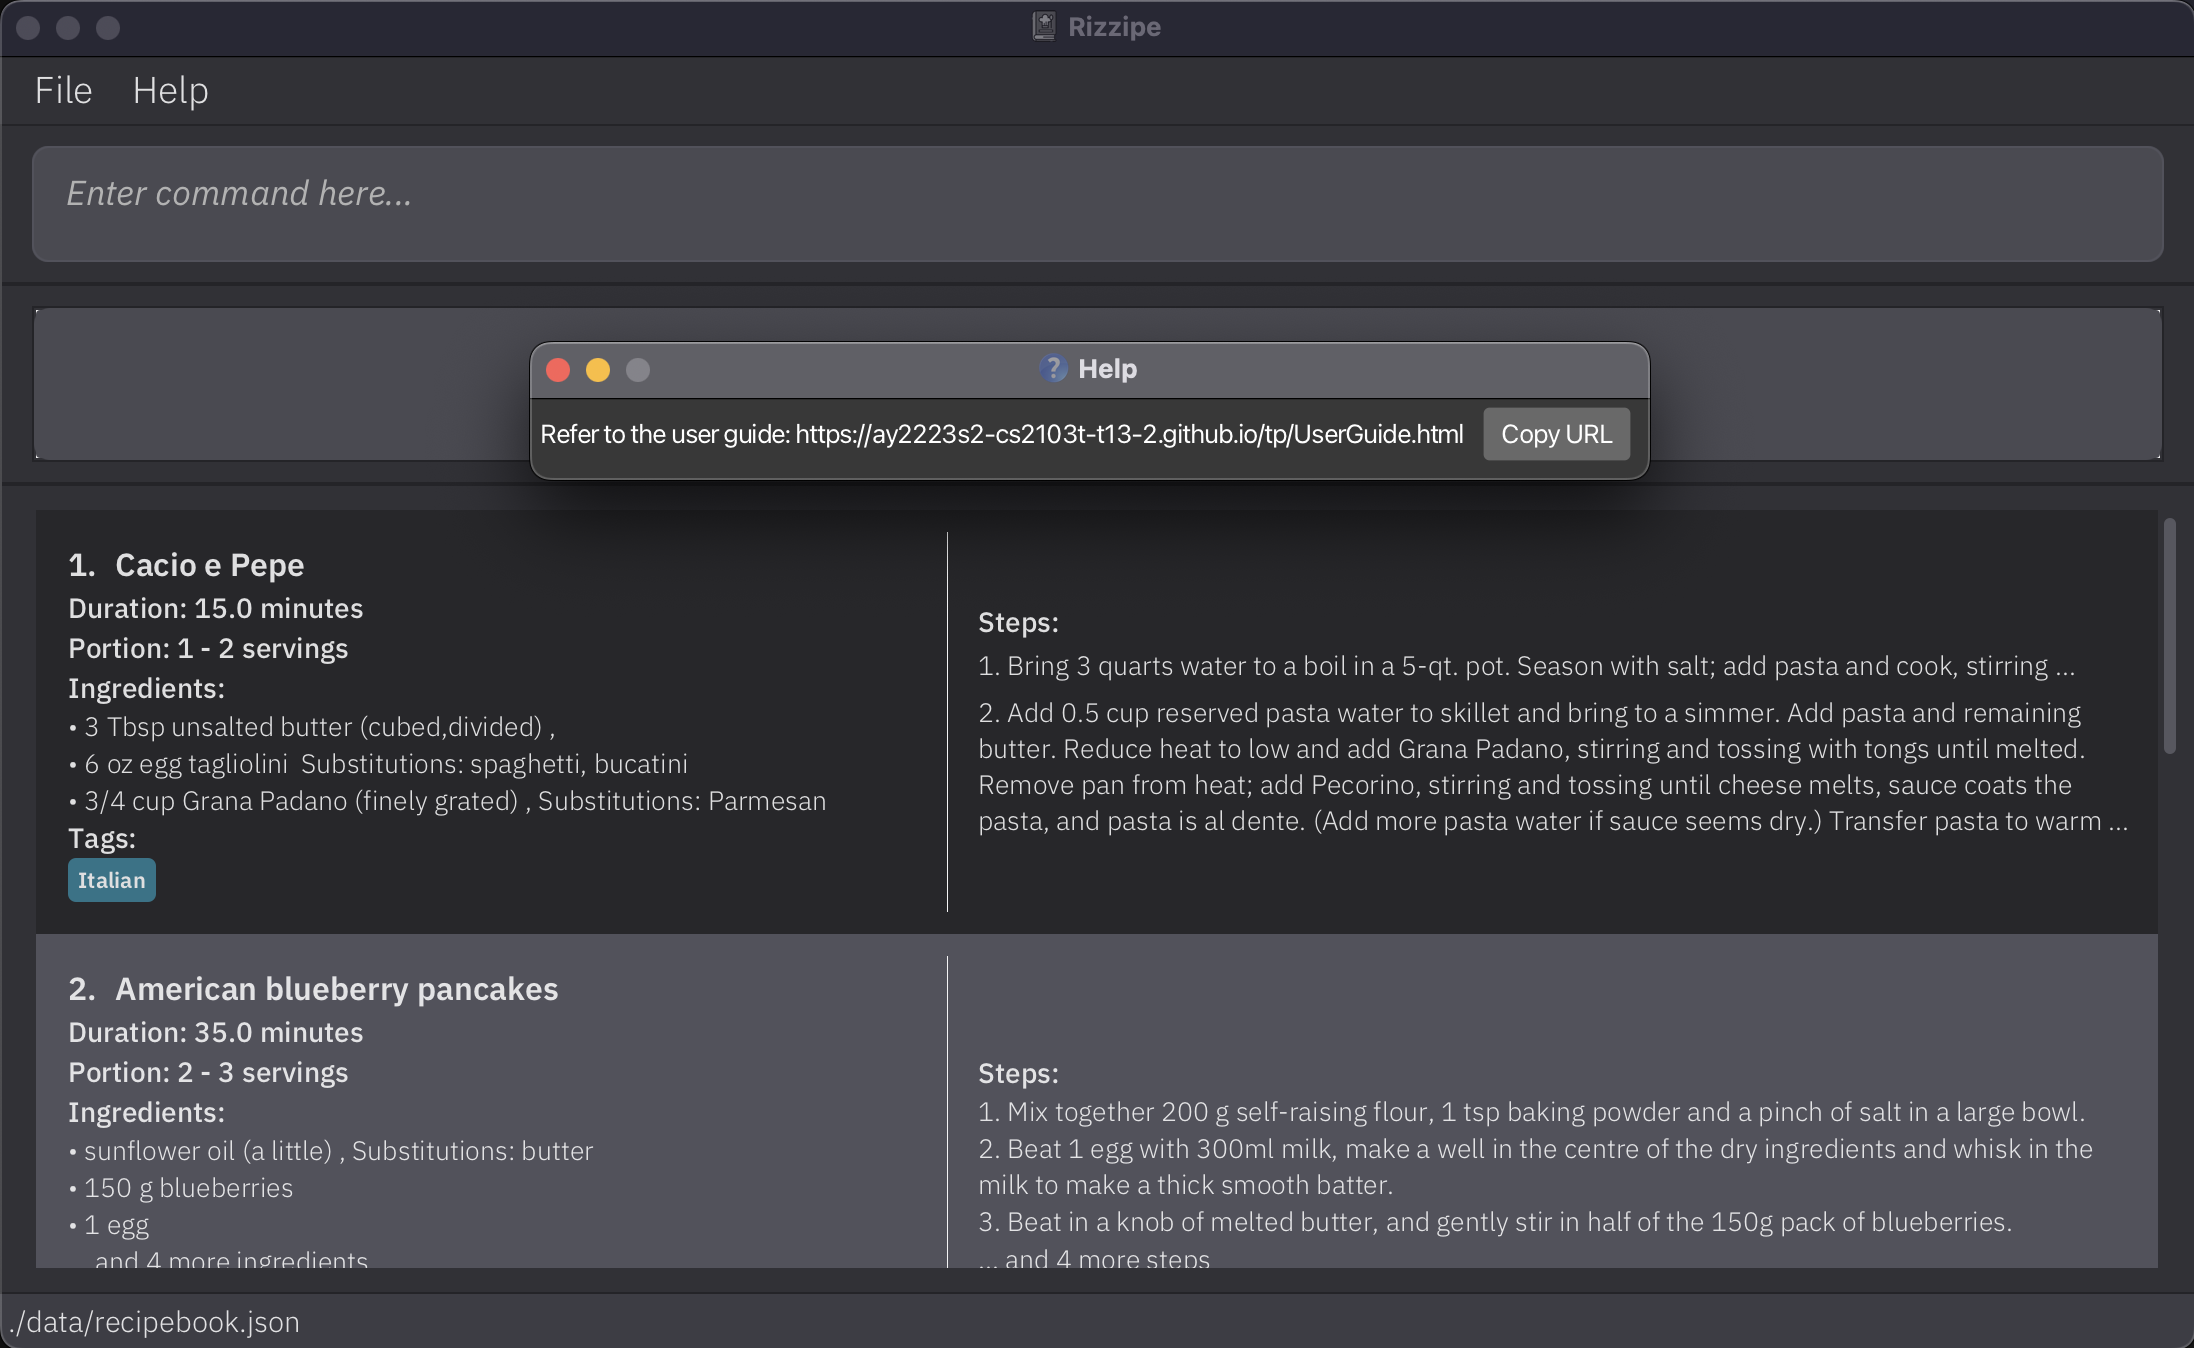 Rizzipe
File Help
Enter command here...
Help
Refer to the user guide: https://ay2223s2-cs2103t-t13-2.github.io/tp/UserGuide.html Copy URL
1. Cacio e Pepe
Duration: 15.0 minutes
Portion: 1 - 2 servings
Ingredients:
• 3 Tbsp unsalted butter (cubed,divided) ,
• 6 oz egg tagliolini  Substitutions: spaghetti, bucatini
• 3/4 cup Grana Padano (finely grated) , Substitutions: Parmesan
Tags:
Italian
Steps:
1. Bring 3 quarts water to a boil in a 5-qt. pot. Season with salt; add pasta and cook, stirring ...
2. Add 0.5 cup reserved pasta water to skillet and bring to a simmer. Add pasta and remaining
butter. Reduce heat to low and add Grana Padano, stirring and tossing with tongs until melted.
Remove pan from heat; add Pecorino, stirring and tossing until cheese melts, sauce coats the
pasta, and pasta is al dente. (Add more pasta water if sauce seems dry.) Transfer pasta to warm ...
2. American blueberry pancakes
Duration: 35.0 minutes
Portion: 2 - 3 servings
Ingredients:
• sunflower oil (a little) , Substitutions: butter
• 150 g blueberries
• 1 egg
and 4 more ingredients
Steps:
1. Mix together 200 g self-raising flour, 1 tsp baking powder and a pinch of salt in a large bowl.
2. Beat 1 egg with 300ml milk, make a well in the centre of the dry ingredients and whisk in the
milk to make a thick smooth batter.
3. Beat in a knob of melted butter, and gently stir in half of the 150g pack of blueberries.
... and 4 more steps
./data/recipebook.json